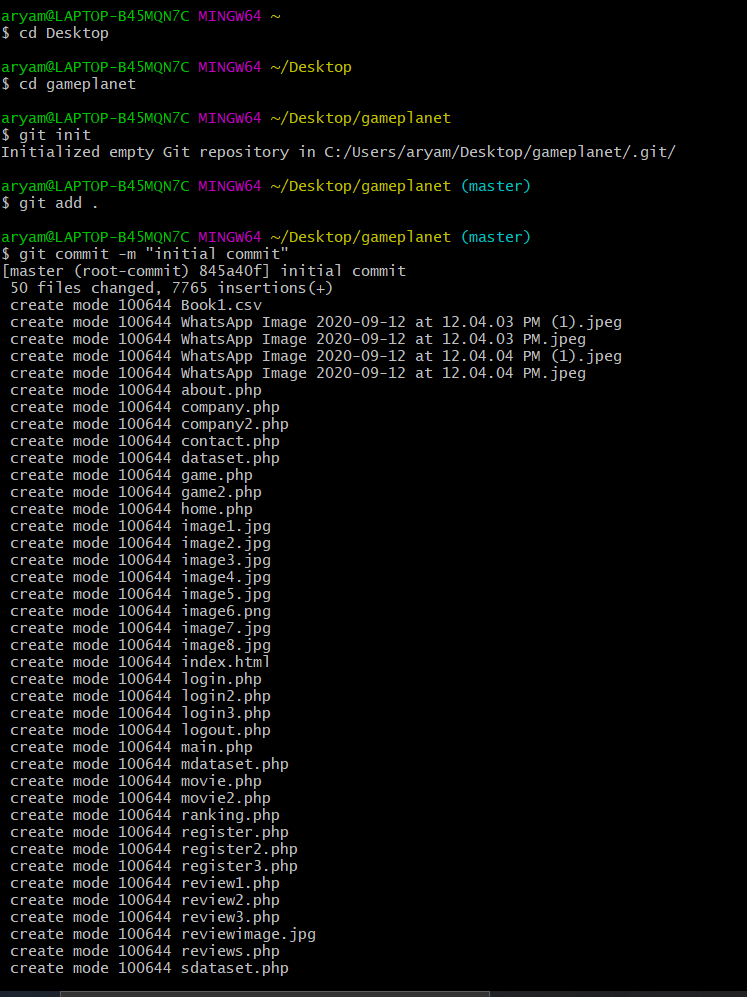 aryam@LAPTOP-B45MQN7C MINGW64 ~
$ cd Desktop
aryam@LAPTOP-B45MQN7C MINGW64 ~/Desktop
$ cd gameplanet
aryam@LAPTOP-B45MQN7C MINGW64 ~/Desktop/gameplanet
$ git init
Initialized empty Git repository in C:/Users/aryam/Desktop/gameplanet/.git/
aryam@LAPTOP-B45MQN7C MINGW64 ~/Desktop/gameplanet (master)
$ git add .
aryam@LAPTOP-B45MQN7C MINGW64 ~/Desktop/gameplanet (master)
$ git commit -m "initial commit"
[master (root-commit) 845a40f] initial commit
50 files changed, 7765 insertions(+)
create mode 100644 Book1.csv
create mode 100644 WhatsApp Image 2020-09-12 at 12.04.03 PM (1).jpeg
create mode 100644 WhatsApp Image 2020-09-12 at 12.04.03 PM.jpeg
create mode 100644 WhatsApp Image 2020-09-12 at 12.04.04 PM (1).jpeg
create mode 100644 WhatsApp Image 2020-09-12 at 12.04.04 PM.jpeg
create mode 100644 about.php
create mode 100644 company.php
create mode 100644 company2.php
create mode 100644 contact.php
create mode 100644 dataset.php
create mode 100644 game.php
create mode 100644 game2.php
create mode 100644 home.php
create mode 100644 image1.jpg
create mode 100644 image2.jpg
create mode 100644 image3.jpg
create mode 100644 image4.jpg
create mode 100644 image5.jpg
create mode 100644 image6.png
create mode 100644 image7.jpg
create mode 100644 image8.jpg
create mode 100644 index.html
create mode 100644 login.php
create mode 100644 login2.php
create mode 100644 login3.php
create mode 100644 logout.php
create mode 100644 main.php
create mode 100644 mdataset.php
create mode 100644 movie.php
create mode 100644 movie2.php
create mode 100644 ranking.php
create mode 100644 register.php
create mode 100644 register2.php
create mode 100644 register3.php
create mode 100644 review1.php
create mode 100644 review2.php
create mode 100644 review3.php
create mode 100644 reviewimage.jpg
create mode 100644 reviews.php
create mode 100644 sdataset.php